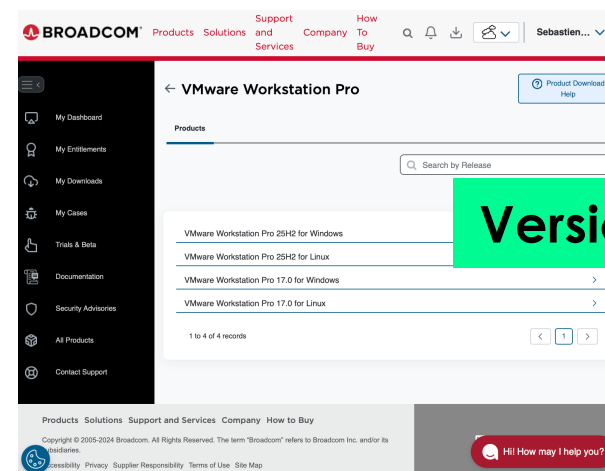 BROADCOM
Products Solutions Support and Services Company How To Buy
Sebastien...
VMware Workstation Pro
Product Download Help
My Dashboard
My Entitlements
My Downloads
My Cases
Trials & Beta
Documentation
Security Advisories
All Products
Contact Support
Products
Search by Release
Versi
VMware Workstation Pro 25H2 for Windows
VMware Workstation Pro 25H2 for Linux
VMware Workstation Pro 17.0 for Windows
VMware Workstation Pro 17.0 for Linux
1 to 4 of 4 records
1
Products Solutions Support and Services Company How to Buy
Copyright © 2005-2024 Broadcom. All Rights Reserved. The term "Broadcom" refers to Broadcom Inc. and/or its
subsidiaries.
Accessibility Privacy Supplier Responsibility Terms of Use Site Map
Hi! How may I help you?